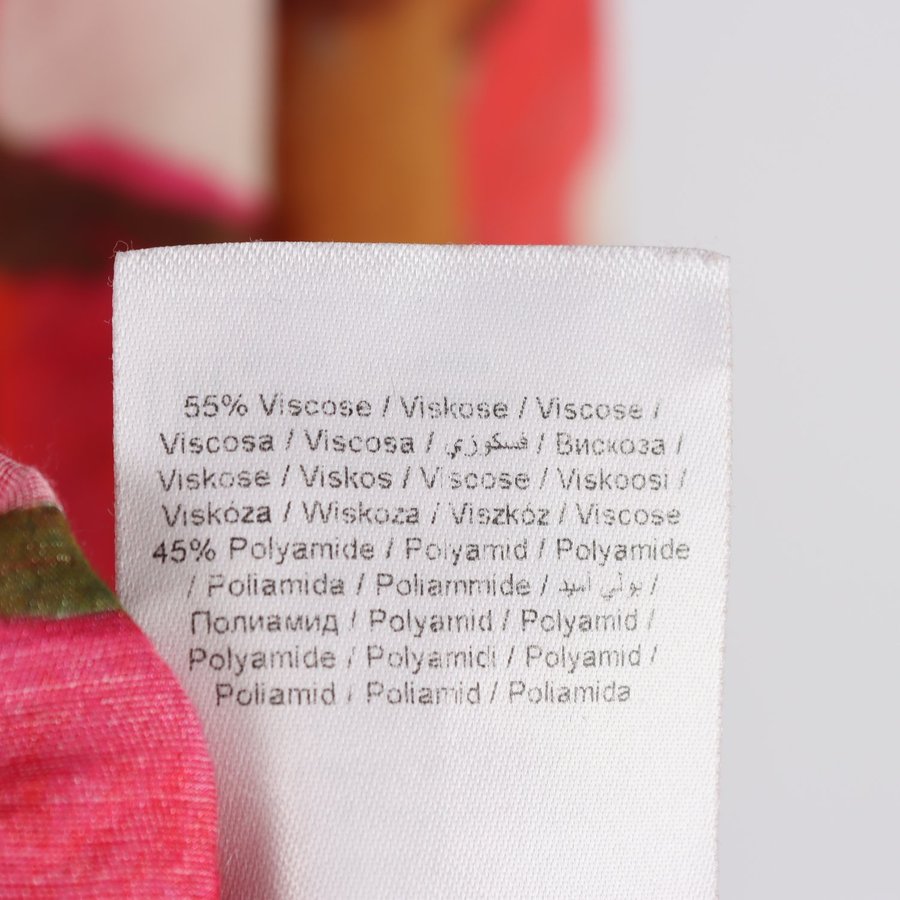 55% Viscose / Viskose / Viscose /
Viscosa / Viscosa / فسكوزي / Вискоза /
Viskose / Viskos / Viscose / Viskoosi /
Viskóza / Wiskoza / Viszkóz / Viscose
45% Polyamide / Polyamid / Polyamide
/ Poliamida / Poliammide / بولي اميد /
Полиамид / Polyamid / Polyamid /
Polyamide / Polyamidi / Polyamid /
Poliamid / Poliamid / Poliamida